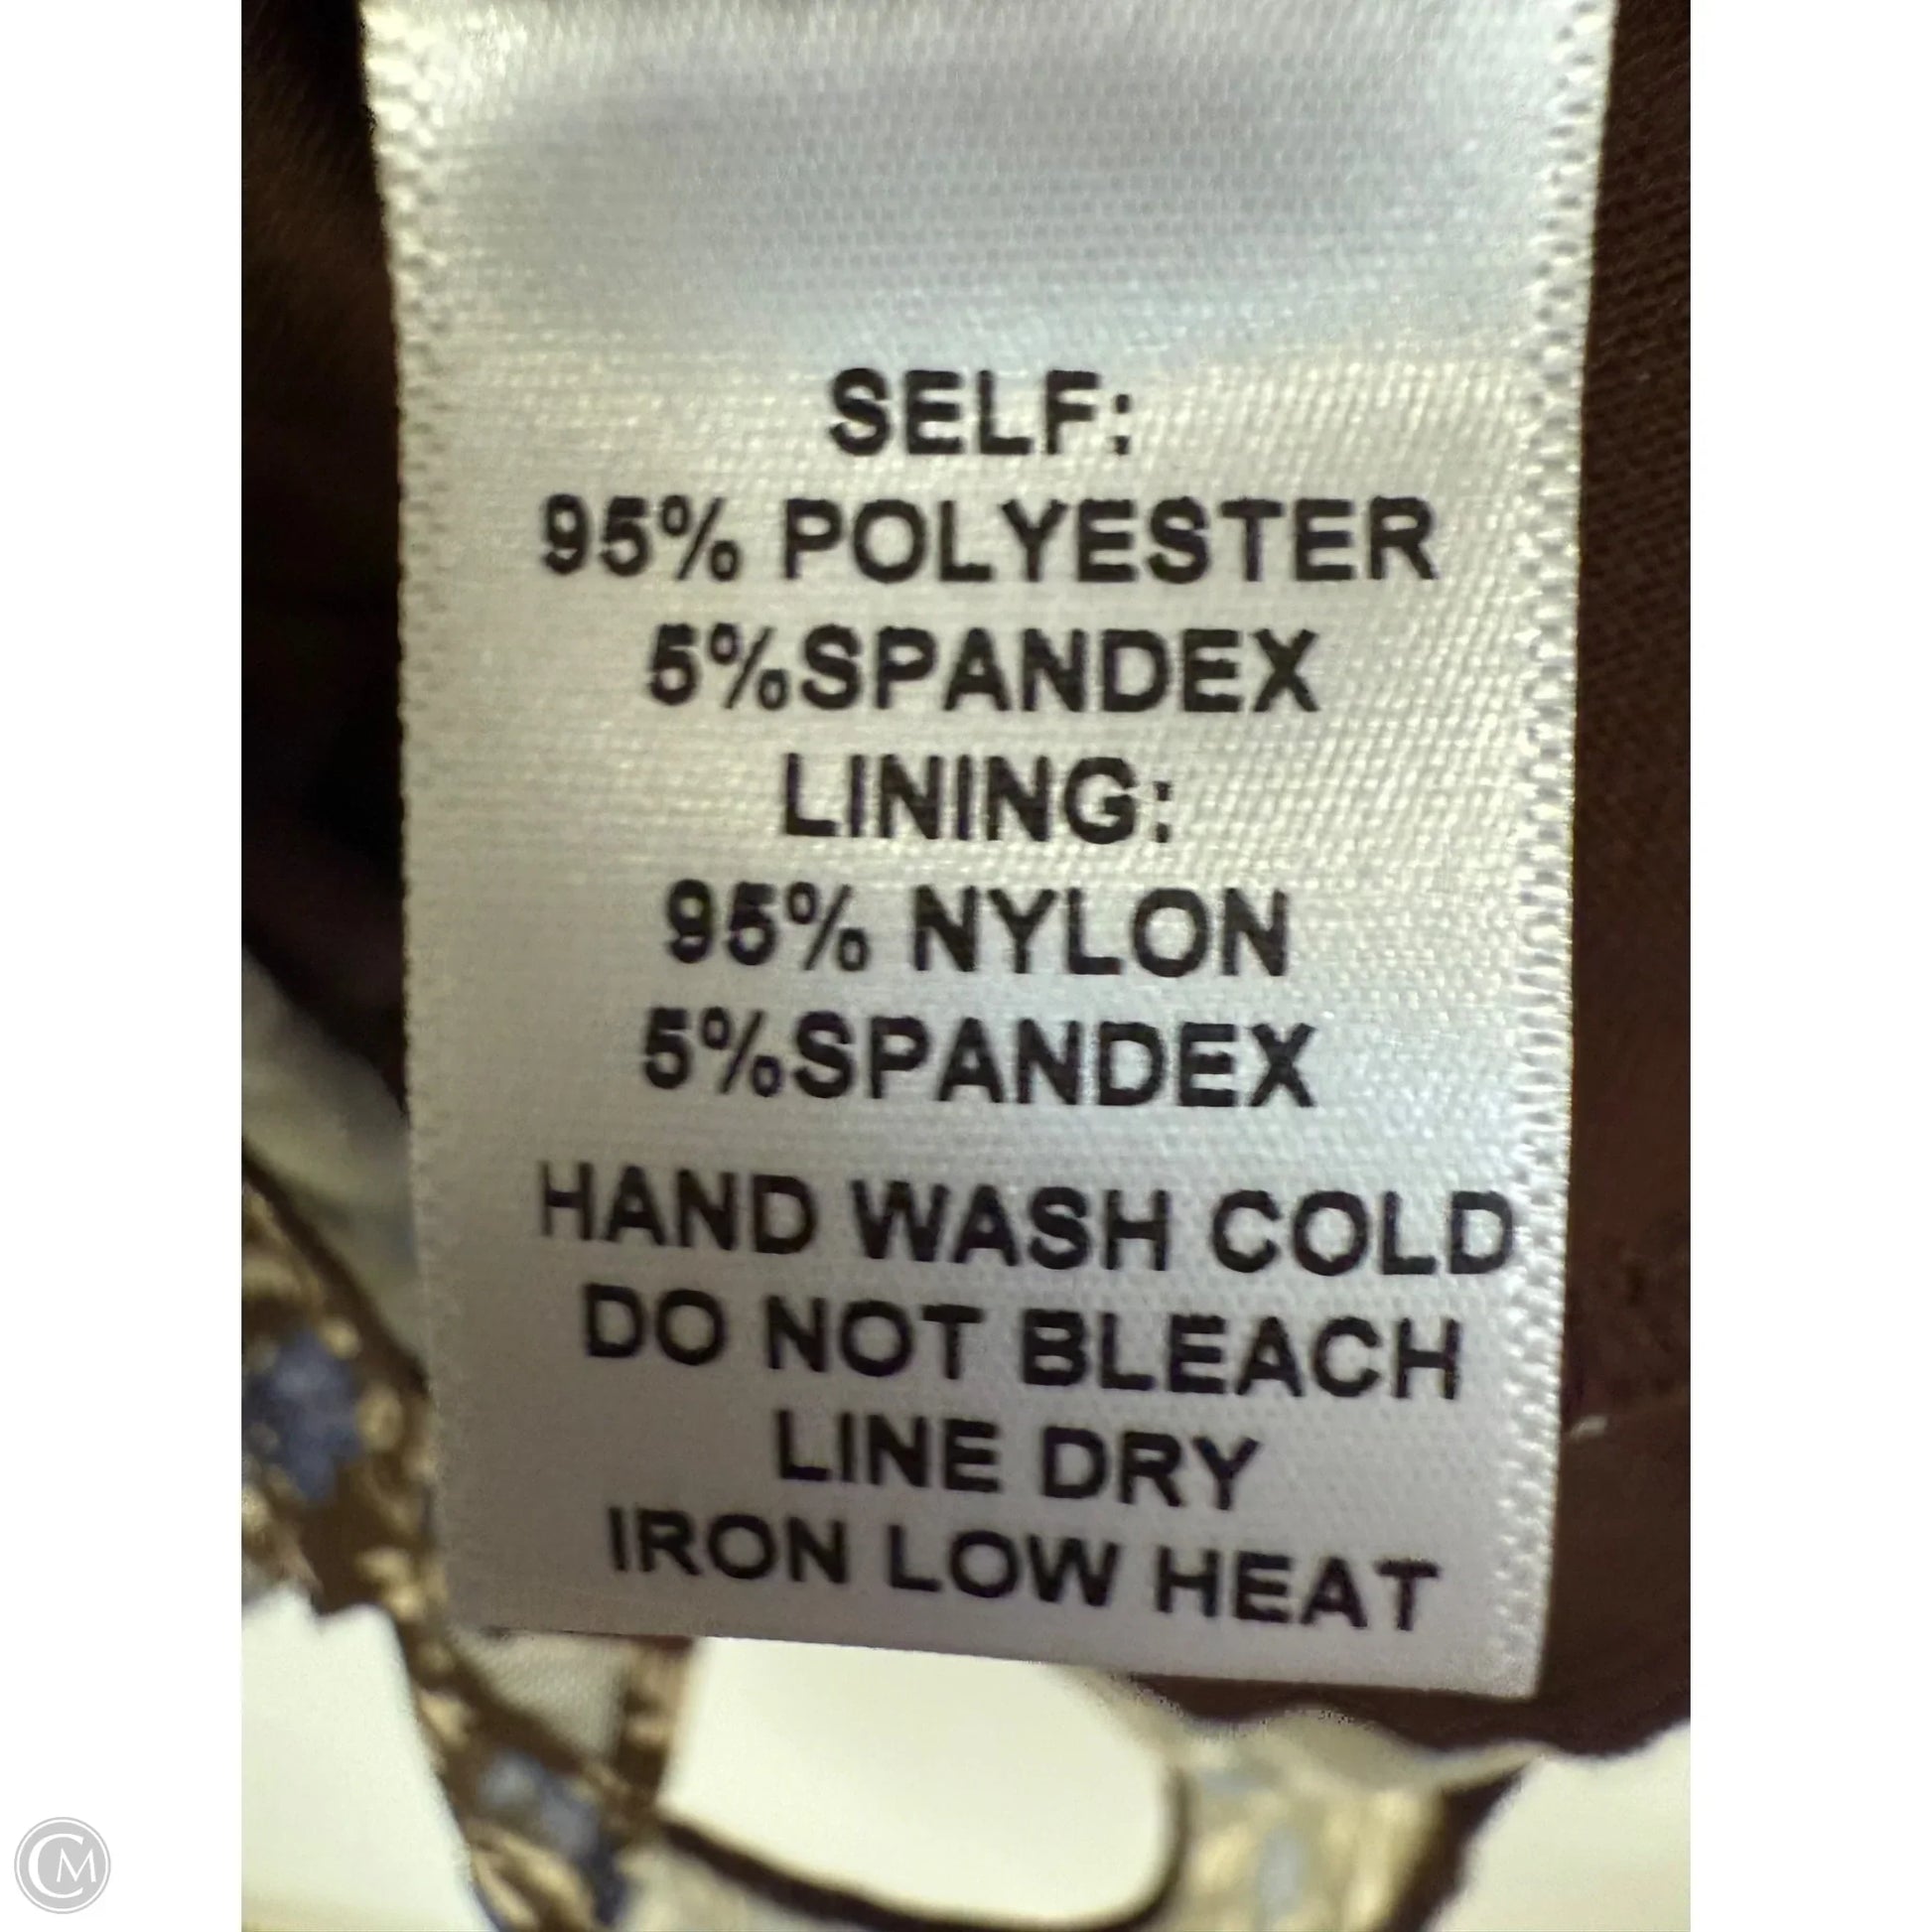 SELF:
95% POLYESTER
5%SPANDEX
LINING:
95% NYLON
5%SPANDEX
HAND WASH COLD
DO NOT BLEACH
LINE DRY
IRON LOW HEAT
CM